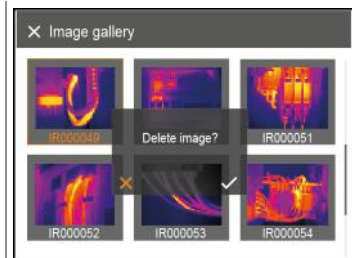 Image gallery
IR000049
Delete image?
IR000051
IR000052
IR000053
IR000054